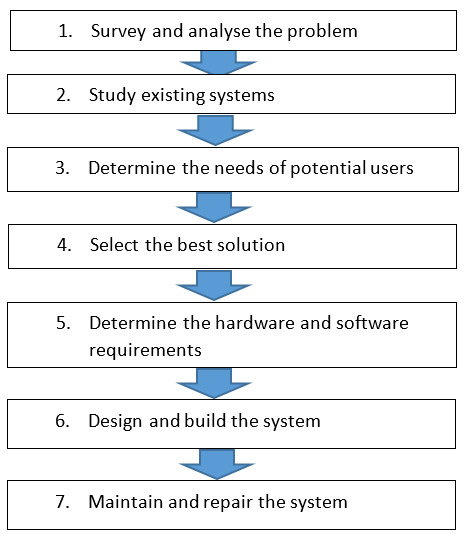 1. Survey and analyse the problem
2. Study existing systems
3. Determine the needs of potential users
4. Select the best solution
5. Determine the hardware and software
requirements
6. Design and build the system
7. Maintain and repair the system